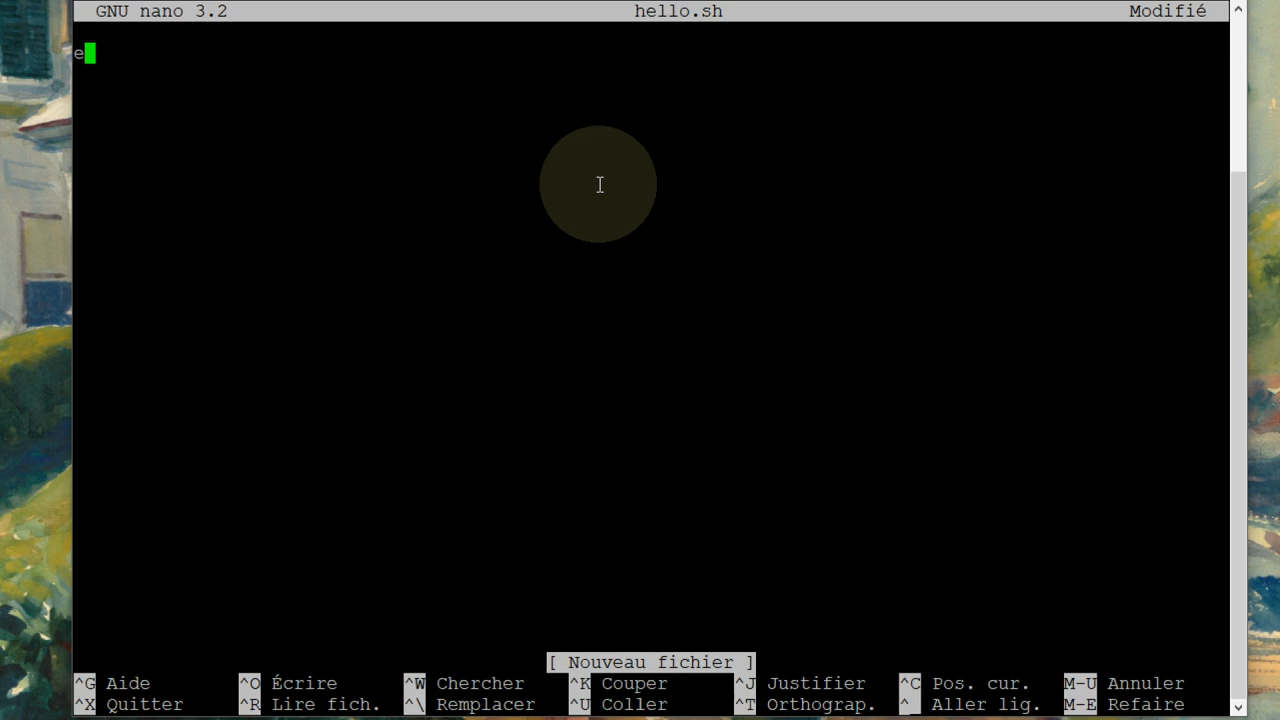 GNU nano 3.2 hello.sh Modifié
e
[ Nouveau fichier ]
^G Aide ^O Écrire ^W Chercher ^K Couper ^J Justifier ^C Pos. cur. M-U Annuler
^X Quitter ^R Lire fich. ^\ Remplacer ^U Coller ^T Orthograp. ^_ Aller lig. M-E Refaire